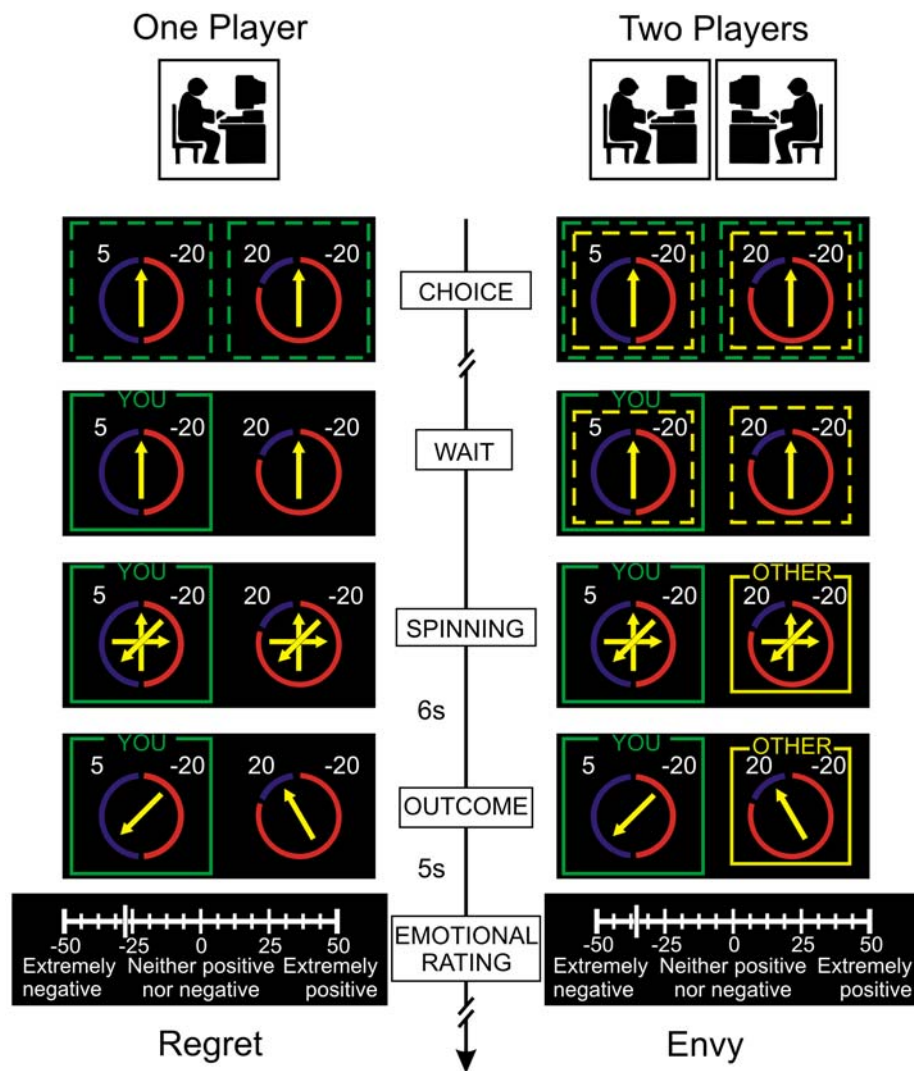 One Player
Two Players
5 -20 20 -20
CHOICE
5 -20 20 -20
YOU
5 -20 20 -20
WAIT
YOU
5 -20 20 -20
YOU
5 -20 20 -20
SPINNING
YOU OTHER
5 -20 20 -20
6s
YOU
5 -20 20 -20
OUTCOME
YOU OTHER
5 -20 20 -20
5s
-50 -25 0 25 50
Extremely negative
Neither positive nor negative
Extremely positive
EMOTIONAL
RATING
-50 -25 0 25 50
Extremely negative
Neither positive nor negative
Extremely positive
Regret
Envy